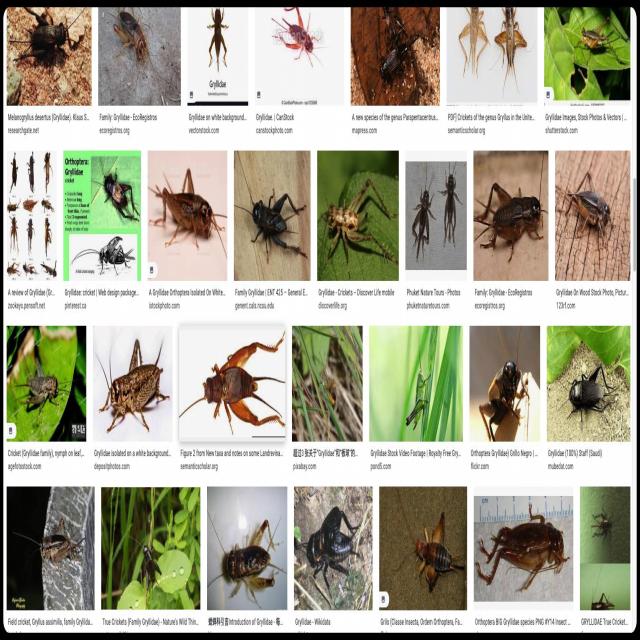 Melanogryllus desertus (Gryllidae). Klaus S...
researchgate.net
Family: Gryllidae - EcoRegistros
ecoregistros.org
Gryllidae
Gryllidae on white background...
vectorstock.com
Gryllidae. | CanStock
canstockphoto.com
A new species of the genus Parapentacentrus...
mapress.com
PDF] Crickets of the genus Gryllus in the Unite...
semanticscholar.org
Gryllidae Images, Stock Photos & Vectors | ...
shutterstock.com
A review of Gryllidae (Gr...
zookeys.pensoft.net
Orthoptera:
Gryllidae
cricket
Gryllidae: cricket | Web design package...
pinterest.ca
A Gryllidae Orthoptera Isolated On White...
istockphoto.com
Family Gryllidae | ENT 425 – General E...
genent.cals.ncsu.edu
Gryllidae - Crickets -- Discover Life mobile
discoverlife.org
Phuket Nature Tours - Photos
phuketnaturetours.com
Family: Gryllidae - EcoRegistros
ecoregistros.org
Gryllidae On Wood Stock Photo, Pictur...
123rf.com
Cricket (Gryllidae family), nymph on leaf,...
agefotostock.com
Gryllidae isolated on a white background...
depositphotos.com
Figure 2 from New taxa and notes on some Landrevina...
semanticscholar.org
pixabay.com
Gryllidae Stock Video Footage | Royalty Free Gry...
pond5.com
Orthoptera Gryllidae) Grillo Negro | ...
flickr.com
Gryllidae (100%) Staff (Saudi)
Field cricket, Gryllus assimilis, family Gryllida...
True Crickets (Family Gryllidae) - Nature's Wild Thin...
Introduction of Gryllidae -
Gryllidae - Wikidata
Grilo (Classe Insecta, Ordem Orthoptera, Fa...
Orthoptera BIG Gryllidae species PNG #Y14 Insect ...
GRYLLIDAE True Cricket...